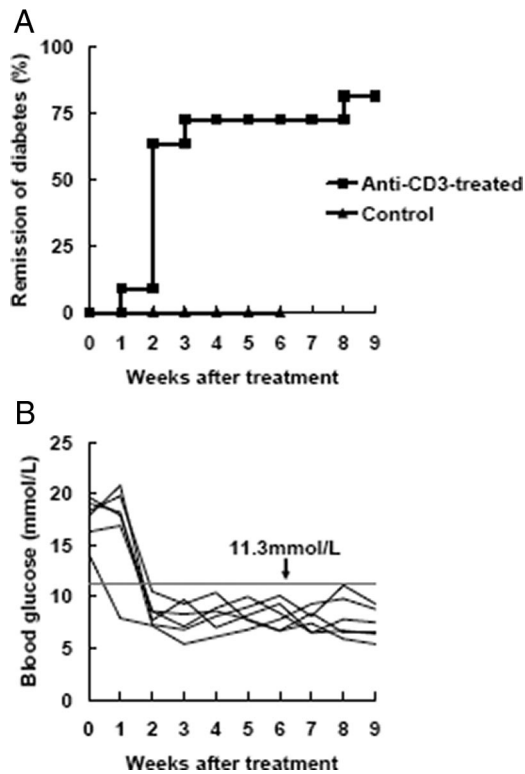 A
Remission of diabetes (%)
100
75
50
25
0
Anti-CD3-treated
Control
0 1 2 3 4 5 6 7 8 9
Weeks after treatment
B
Blood glucose (mmol/L)
25
20
15
10
5
0
11.3mmol/L
0 1 2 3 4 5 6 7 8 9
Weeks after treatment